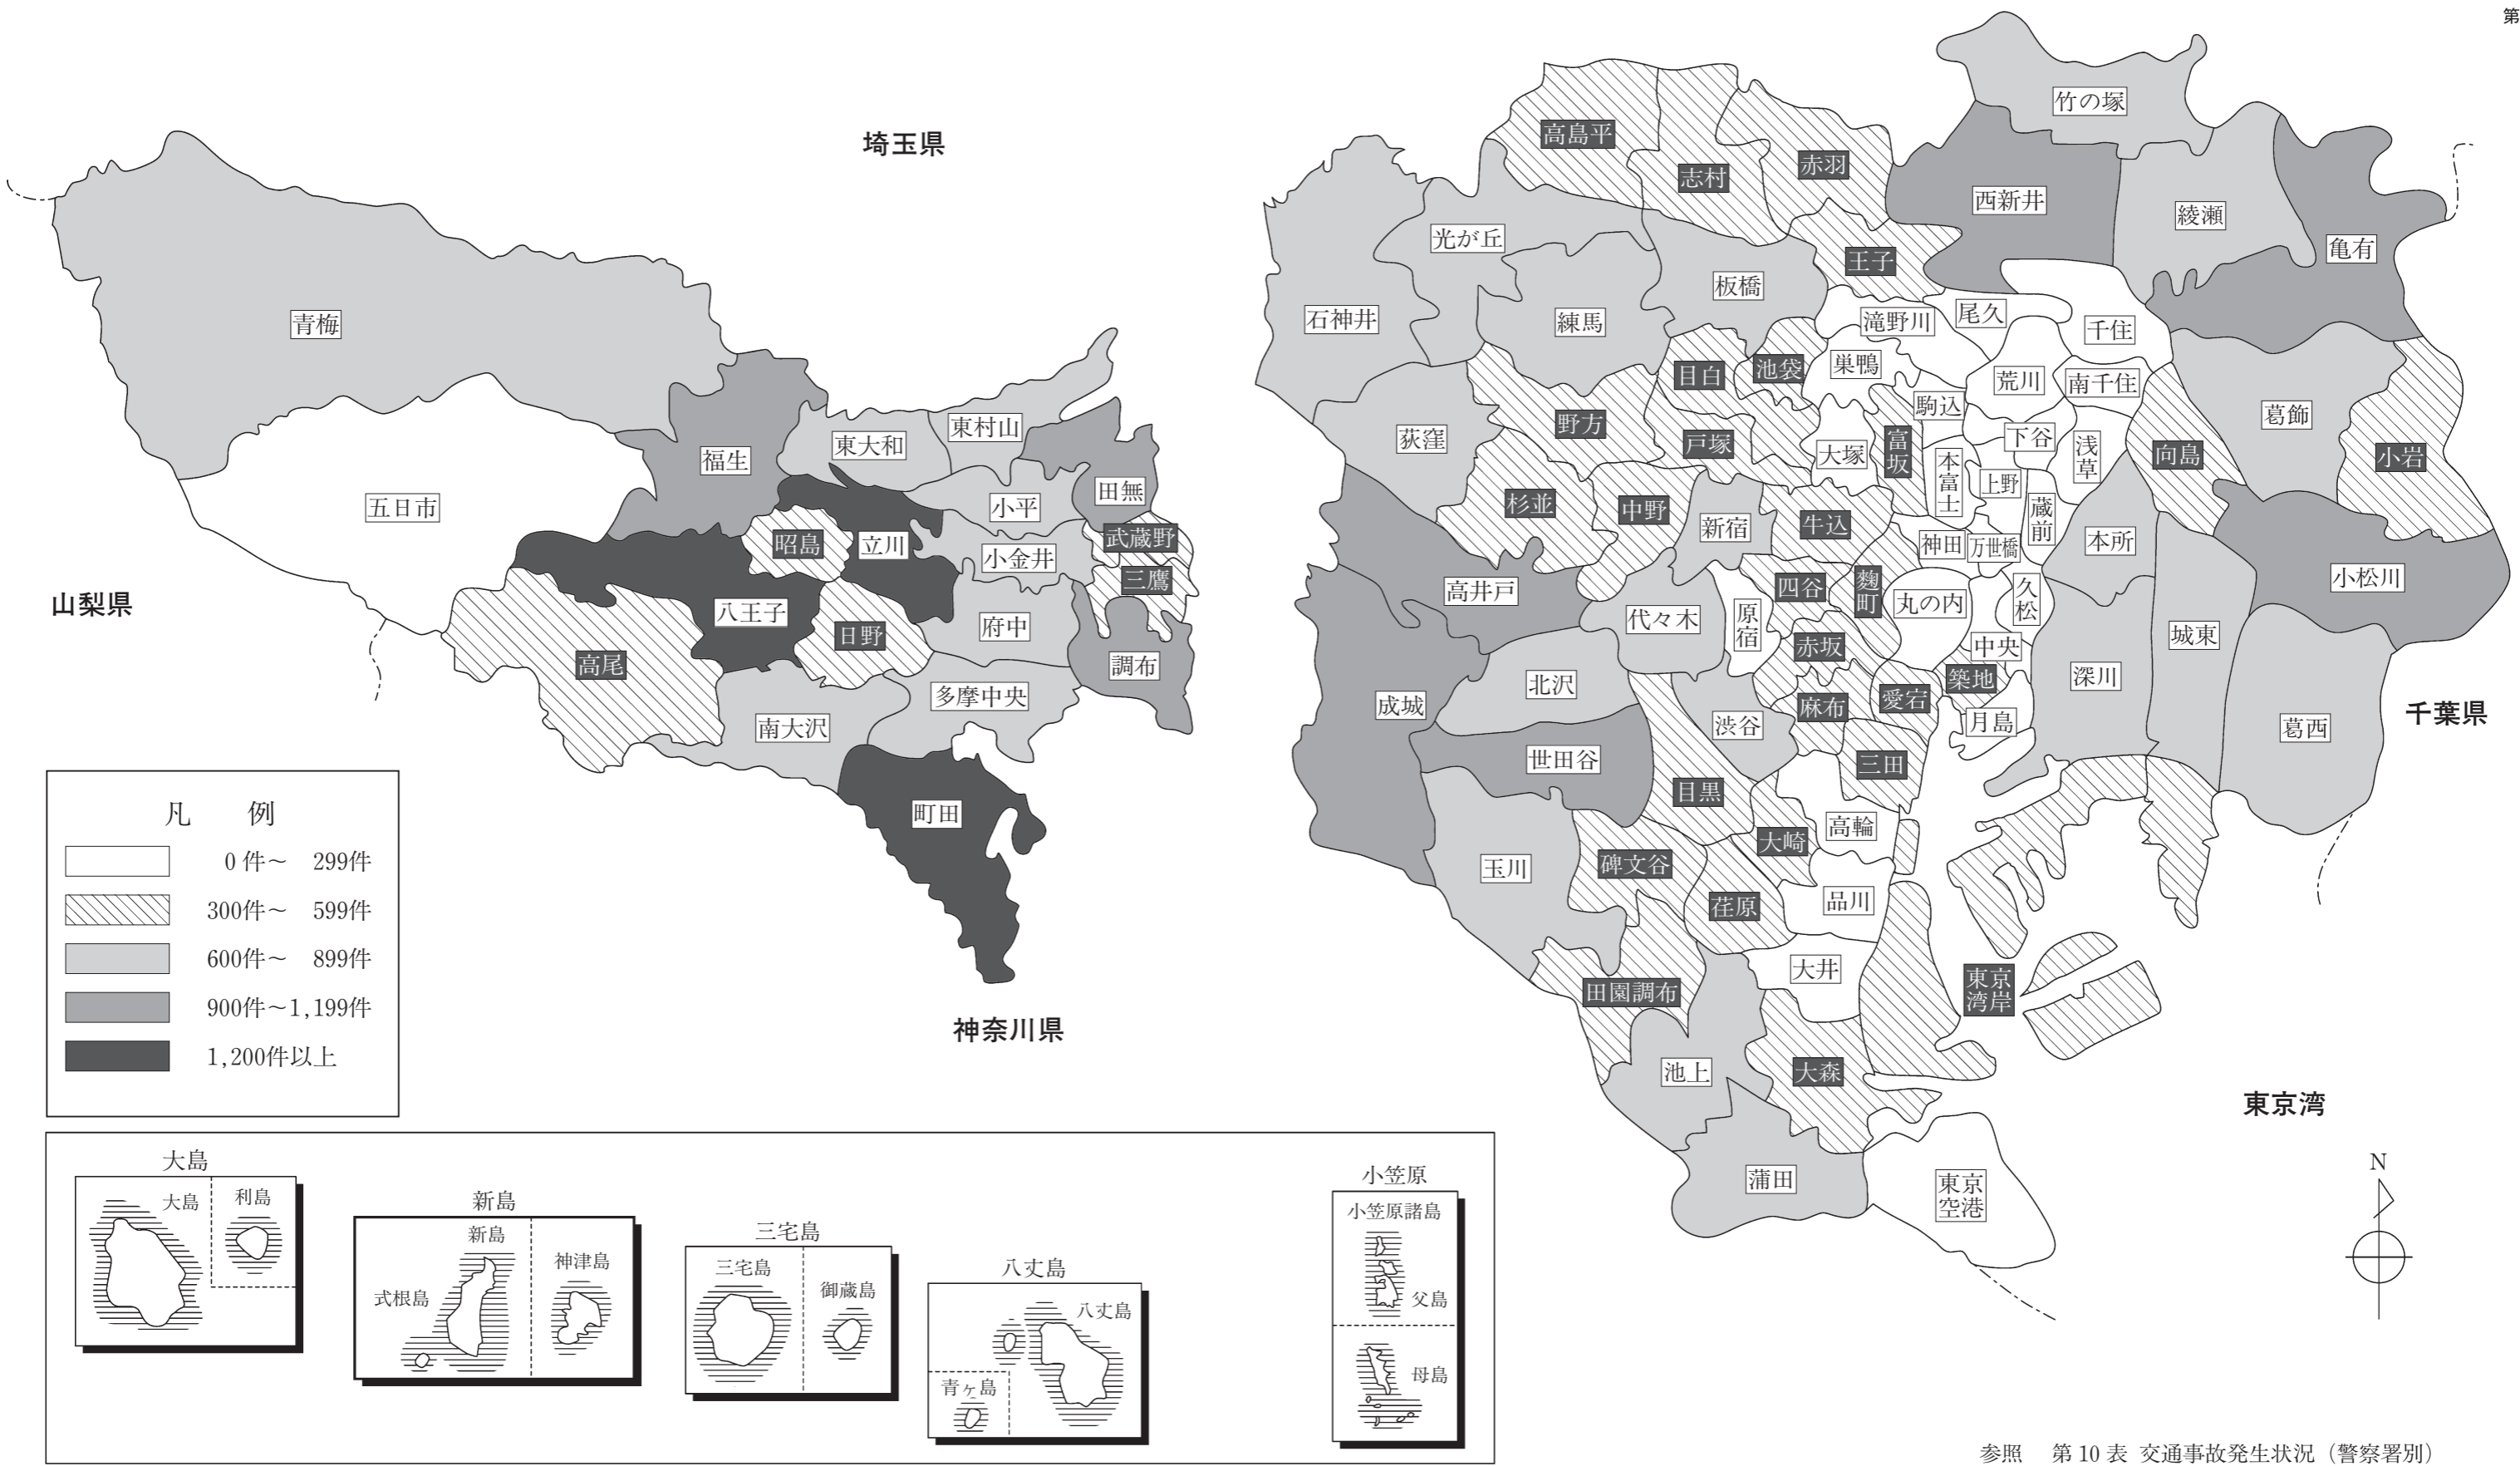 第
埼玉県
山梨県
神奈川県
千葉県
東京湾
青梅
五日市
福生
東大和
東村山
田無
小平
立川
昭島
小金井
武蔵野
三鷹
八王子
日野
府中
調布
高尾
南大沢
多摩中央
町田
竹の塚
高島平
志村
赤羽
西新井
綾瀬
亀有
光が丘
石神井
練馬
板橋
王子
滝野川
尾久
千住
目白
池袋
巣鴨
荒川
南千住
駒込
葛飾
荻窪
野方
戸塚
大塚
富坂
本富士
下谷
上野
浅草
蔵前
向島
小岩
杉並
中野
新宿
牛込
神田
万世橋
本所
小松川
高井戸
代々木
原宿
四谷
麴町
丸の内
久松
中央
城東
成城
北沢
渋谷
赤坂
麻布
愛宕
築地
月島
深川
葛西
世田谷
目黒
三田
大崎
高輪
玉川
碑文谷
荏原
品川
田園調布
大井
東京
湾岸
池上
大森
蒲田
東京
空港
凡 例
0件～ 299件
300件～ 599件
600件～ 899件
900件～1,199件
1,200件以上
大島
大島
利島
新島
新島
式根島
神津島
三宅島
三宅島
御蔵島
八丈島
八丈島
青ヶ島
小笠原
小笠原諸島
父島
母島
N
参照 第10表 交通事故発生状況（警察署別）